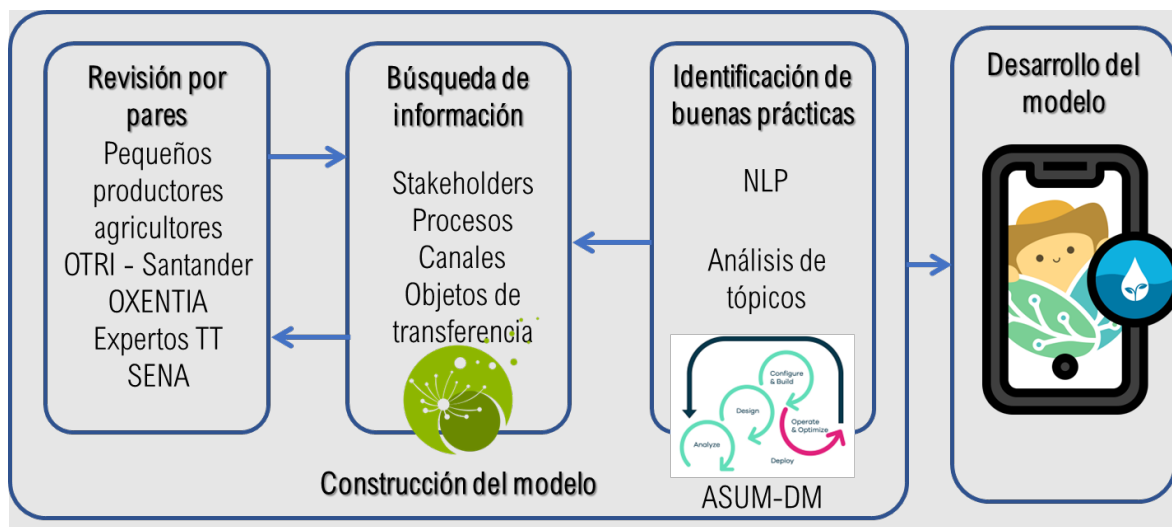 Revisión por
pares
Pequeños
productores
agricultores
OTRI - Santander
OXENTIA
Expertos TT
SENA
Búsqueda de
información
Stakeholders
Procesos
Canales
Objetos de
transferencia
Identificación de
buenas prácticas
NLP
Análisis de
tópicos
Configure
& Build
Design
Operate
& Optimize
Analyze
Deploy
ASUM-DM
Construcción del modelo
Desarrollo del
modelo